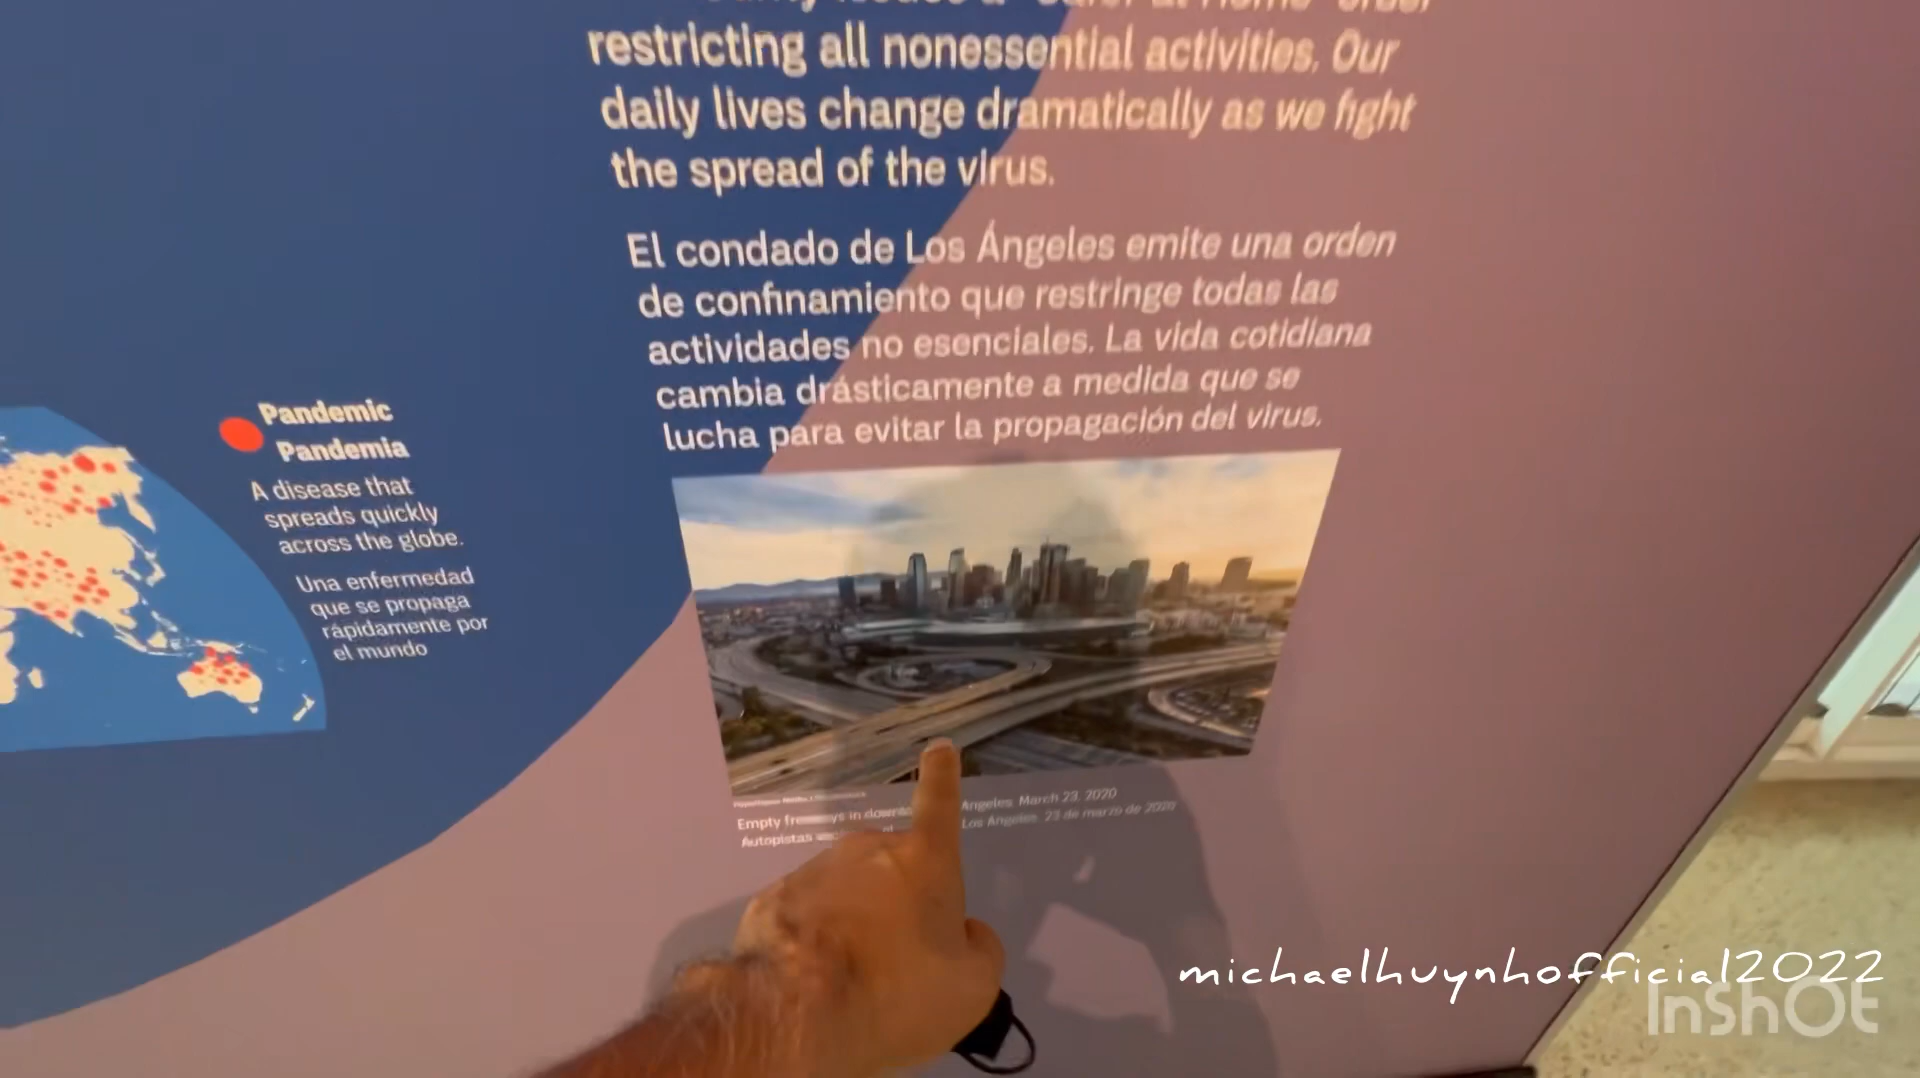 restricting all nonessential activities. Our
daily lives change dramatically as we fight
the spread of the virus.
El condado de Los Ángeles emite una orden
de confinamiento que restringe todas las
actividades no esenciales. La vida cotidiana
cambia drásticamente a medida que se
lucha para evitar la propagación del virus.
Pandemic
Pandemia
A disease that
spreads quickly
across the globe.
Una enfermedad
que se propaga
rápidamente por
el mundo
Empty in Angeles March 23, 2020
Autopistas Los Ángeles 23 de marzo de 2020
michaelhuynhofficial2022
InShOt